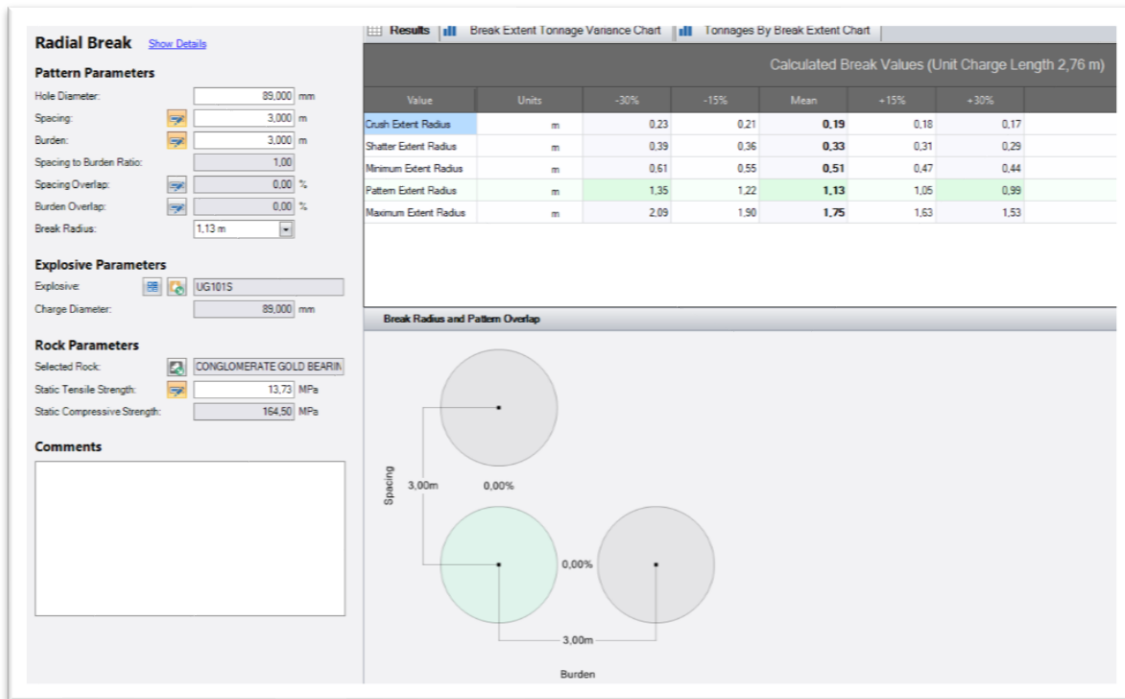 Radial Break Show Details
Pattern Parameters
Hole Diameter: 89,000 mm
Spacing: 3,000 m
Burden: 3,000 m
Spacing to Burden Ratio: 1,00
Spacing Overlap: 0,00 %
Burden Overlap: 0,00 %
Break Radius: 1,13 m
Explosive Parameters
Explosive: UG101S
Charge Diameter: 89,000 mm
Rock Parameters
Selected Rock: CONGLOMERATE GOLD BEARIN
Static Tensile Strength: 13,73 MPa
Static Compressive Strength: 164,50 MPa
Comments
Results Break Extent Tonnage Variance Chart Tonnages By Break Extent Chart
Calculated Break Values (Unit Charge Length 2,76 m)
Value Units -30% -15% Mean +15% +30%
Crush Extent Radius m 0,23 0,21 0,19 0,18 0,17
Shatter Extent Radius m 0,39 0,36 0,33 0,31 0,29
Minimum Extent Radius m 0,61 0,55 0,51 0,47 0,44
Pattern Extent Radius m 1,35 1,22 1,13 1,05 0,99
Maximum Extent Radius m 2,09 1,90 1,75 1,63 1,53
Break Radius and Pattern Overlap
Spacing
3,00m
0,00%
0,00%
3,00m
Burden